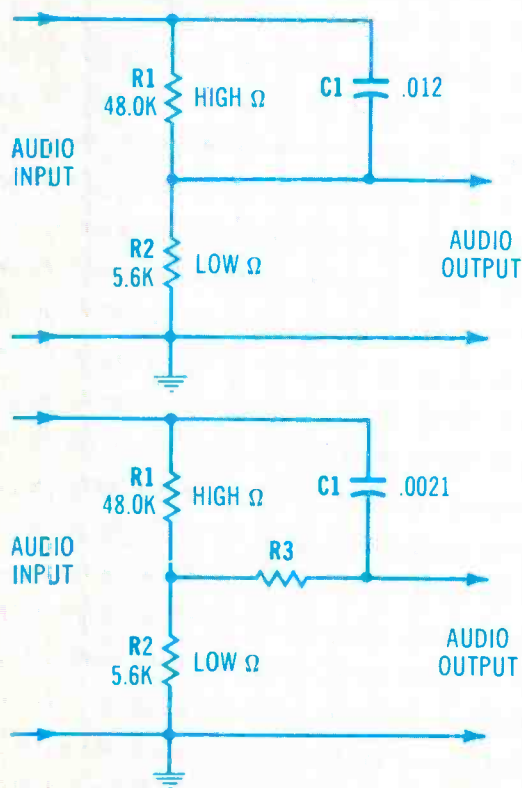 R1
48.0K
HIGH Ω
C1
.012
AUDIO
INPUT
R2
5.6K
LOW Ω
AUDIO
OUTPUT
R1
48.0K
HIGH Ω
C1
.0021
AUDIO
INPUT
R3
R2
5.6K
LOW Ω
AUDIO
OUTPUT